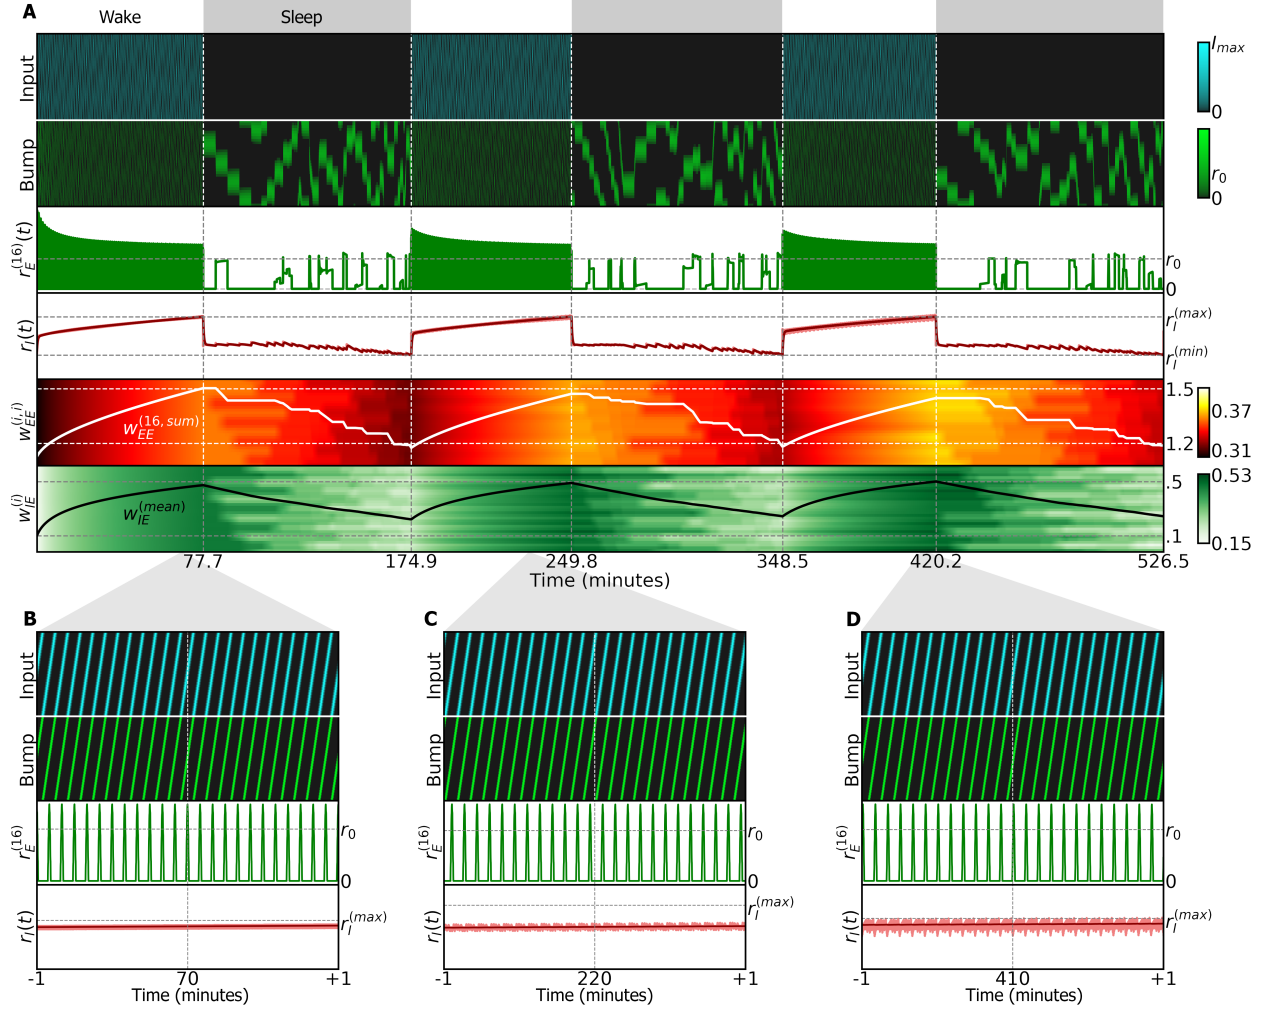 A
Wake Sleep
Input
I_max
0
Bump
r_0
0
r_E^(16)(t)
r_0
0
r_I(t)
r_I^(max)
r_I^(min)
w_EE^(i,i)
w_EE^(16,sum)
1.5
1.2
0.37
0.31
w_IE^(i)
w_IE^(mean)
.5
.1
0.53
0.15
77.7 174.9 249.8 348.5 420.2 526.5
Time (minutes)
B
Input
Bump
r_E^(16)
r_0
0
r_I(t)
r_I^(max)
-1 70 +1
Time (minutes)
C
Input
Bump
r_E^(16)
r_0
0
r_I(t)
r_I^(max)
-1 220 +1
Time (minutes)
D
Input
Bump
r_E^(16)
r_0
0
r_I(t)
r_I^(max)
-1 410 +1
Time (minutes)